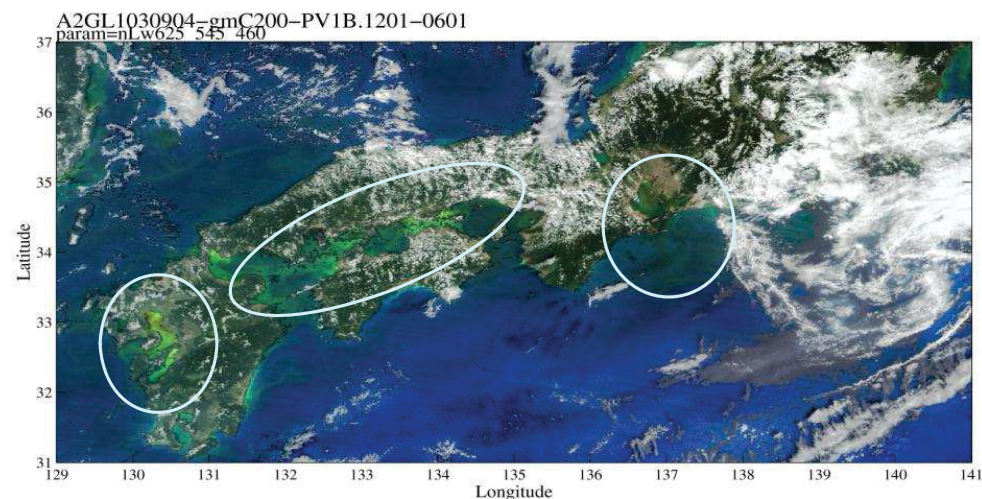 A2GL1030904-gmC200-PV1B.1201-0601
param=nLw625 545 460
37
36
35
34
33
32
31
Latitude
129 130 131 132 133 134 135 136 137 138 139 140 141
Longitude